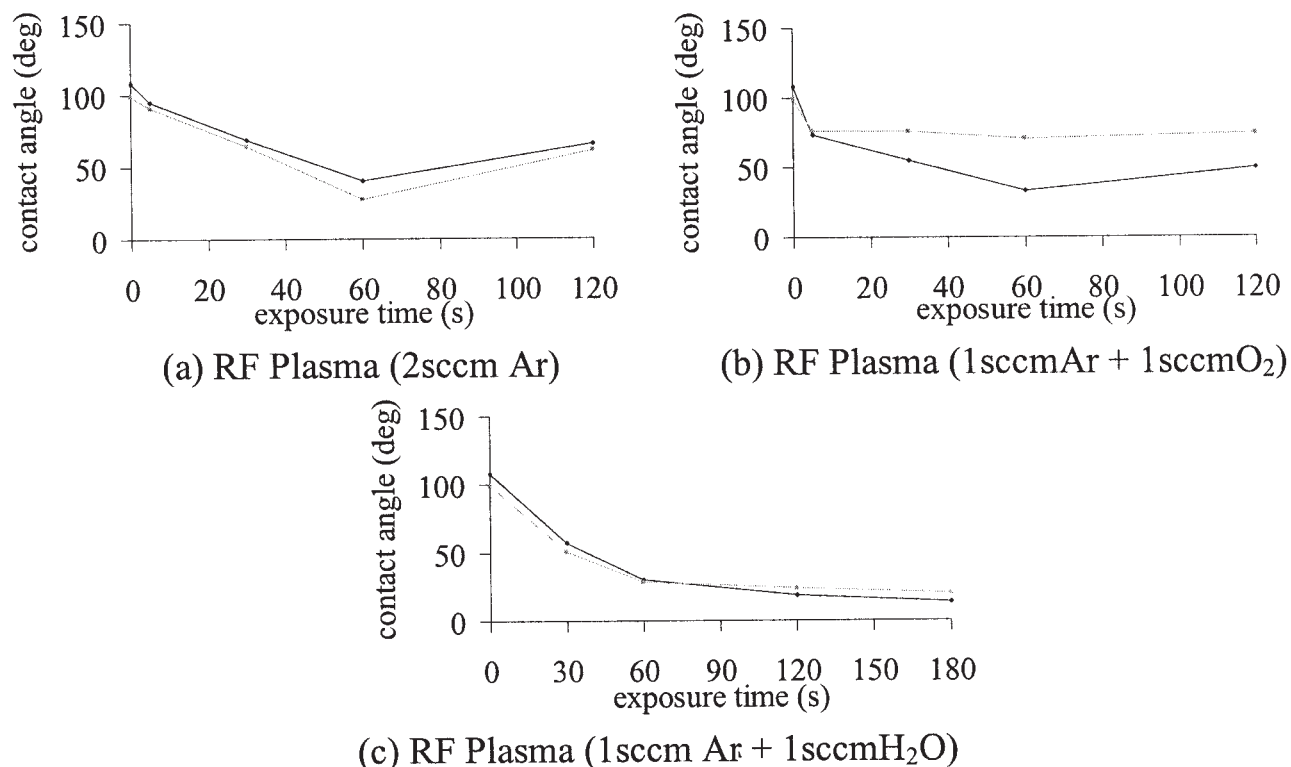 contact angle (deg)
150
100
50
0
0 20 40 60 80 100 120
exposure time (s)
(a) RF Plasma (2sccm Ar)
contact angle (deg)
150
100
50
0
0 20 40 60 80 100 120
exposure time (s)
(b) RF Plasma (1sccmAr + 1sccmO₂)
contact angle (deg)
150
100
50
0
0 30 60 90 120 150 180
exposure time (s)
(c) RF Plasma (1sccm Ar + 1sccmH₂O)